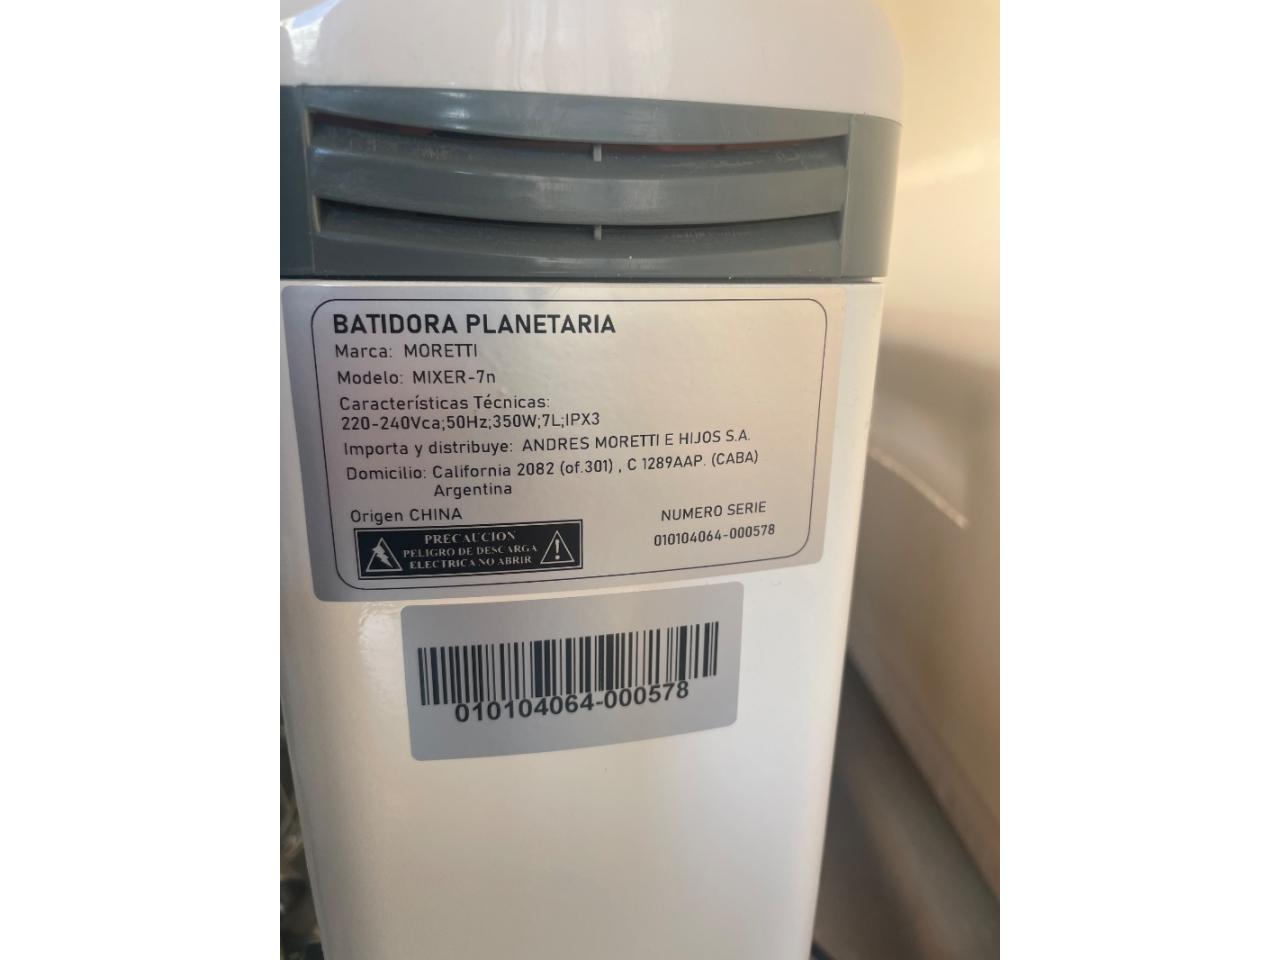 BATIDORA PLANETARIA
Marca: MORETTI
Modelo: MIXER-7n
Características Técnicas:
220-240Vca;50Hz;350W;7L;IPX3
Importa y distribuye: ANDRES MORETTI E HIJOS S.A.
Domicilio: California 2082 (of.301) , C 1289AAP. (CABA)
Argentina
Origen CHINA
NUMERO SERIE
010104064-000578
PRECAUCION
PELIGRO DE DESCARGA
ELECTRICA NO ABRIR
010104064-000578